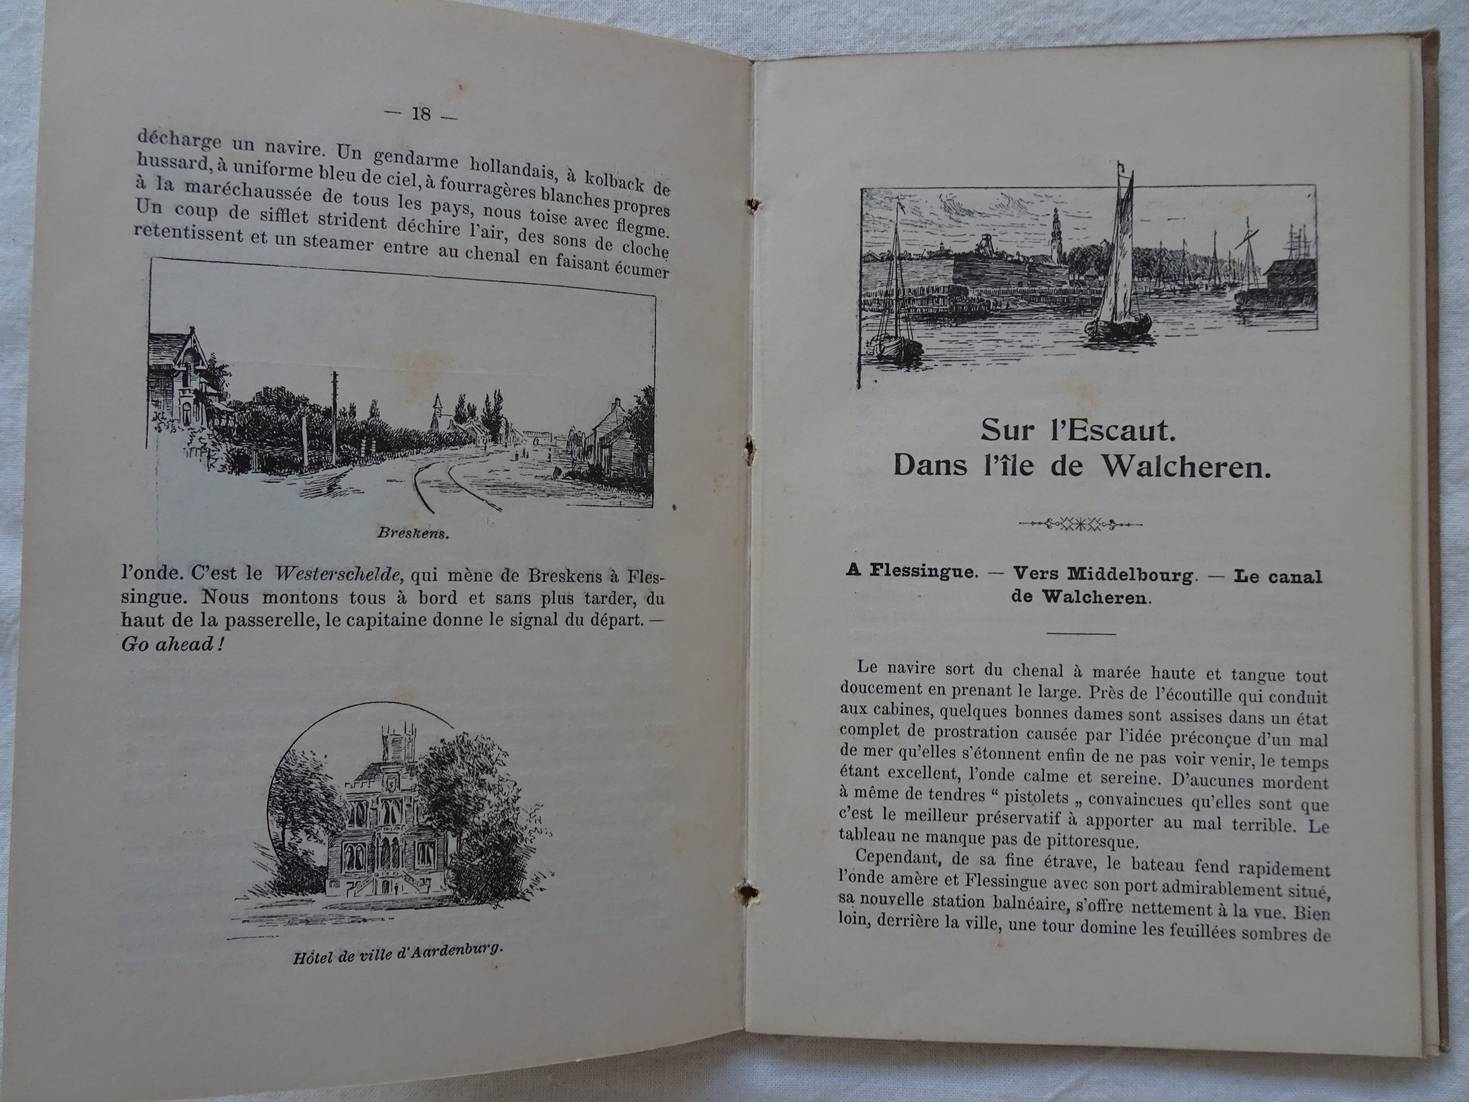 — 18 —
décharge un navire. Un gendarme hollandais, à kolback de
hussard, à uniforme bleu de ciel, à fourragères blanches propres
à la maréchaussée de tous les pays, nous toise avec flegme.
Un coup de sifflet strident déchire l'air, des sons de cloche
retentissent et un steamer entre au chenal en faisant écumer
Breskens.
l'onde. C'est le Westerschelde, qui mène de Breskens à Fles-
singue. Nous montons tous à bord et sans plus tarder, du
haut de la passerelle, le capitaine donne le signal du départ. —
Go ahead !
Hôtel de ville d'Aardenburg.
Sur l'Escaut.
Dans l'île de Walcheren.
A Flessingue. — Vers Middelbourg. — Le canal
de Walcheren.
Le navire sort du chenal à marée haute et tangue tout
doucement en prenant le large. Près de l'écoutille qui conduit
aux cabines, quelques bonnes dames sont assises dans un état
complet de prostration causée par l'idée préconçue d'un mal
de mer qu'elles s'étonnent enfin de ne pas voir venir, le temps
étant excellent, l'onde calme et sereine. D'aucunes mordent
à même de tendres “ pistolets „ convaincues qu'elles sont que
c'est le meilleur préservatif à apporter au mal terrible. Le
tableau ne manque pas de pittoresque.
Cependant, de sa fine étrave, le bateau fend rapidement
l'onde amère et Flessingue avec son port admirablement situé,
sa nouvelle station balnéaire, s'offre nettement à la vue. Bien
loin, derrière la ville, une tour domine les feuillées sombres de